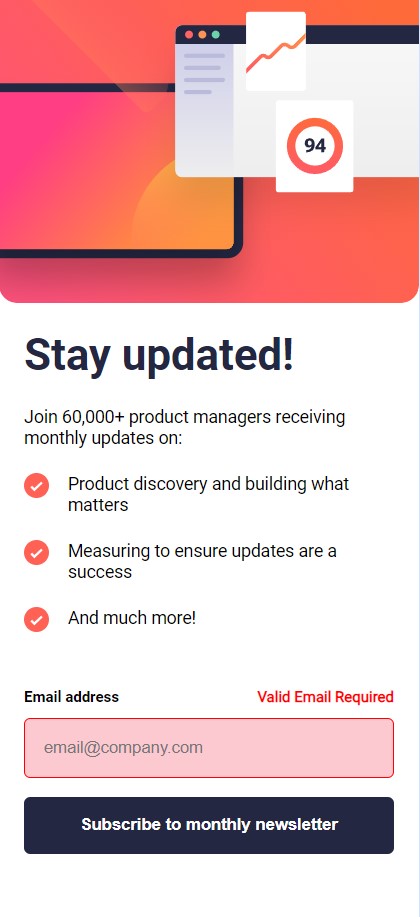 94
Stay updated!
Join 60,000+ product managers receiving
monthly updates on:
Product discovery and building what
matters
Measuring to ensure updates are a
success
And much more!
Email address Valid Email Required
email@company.com
Subscribe to monthly newsletter